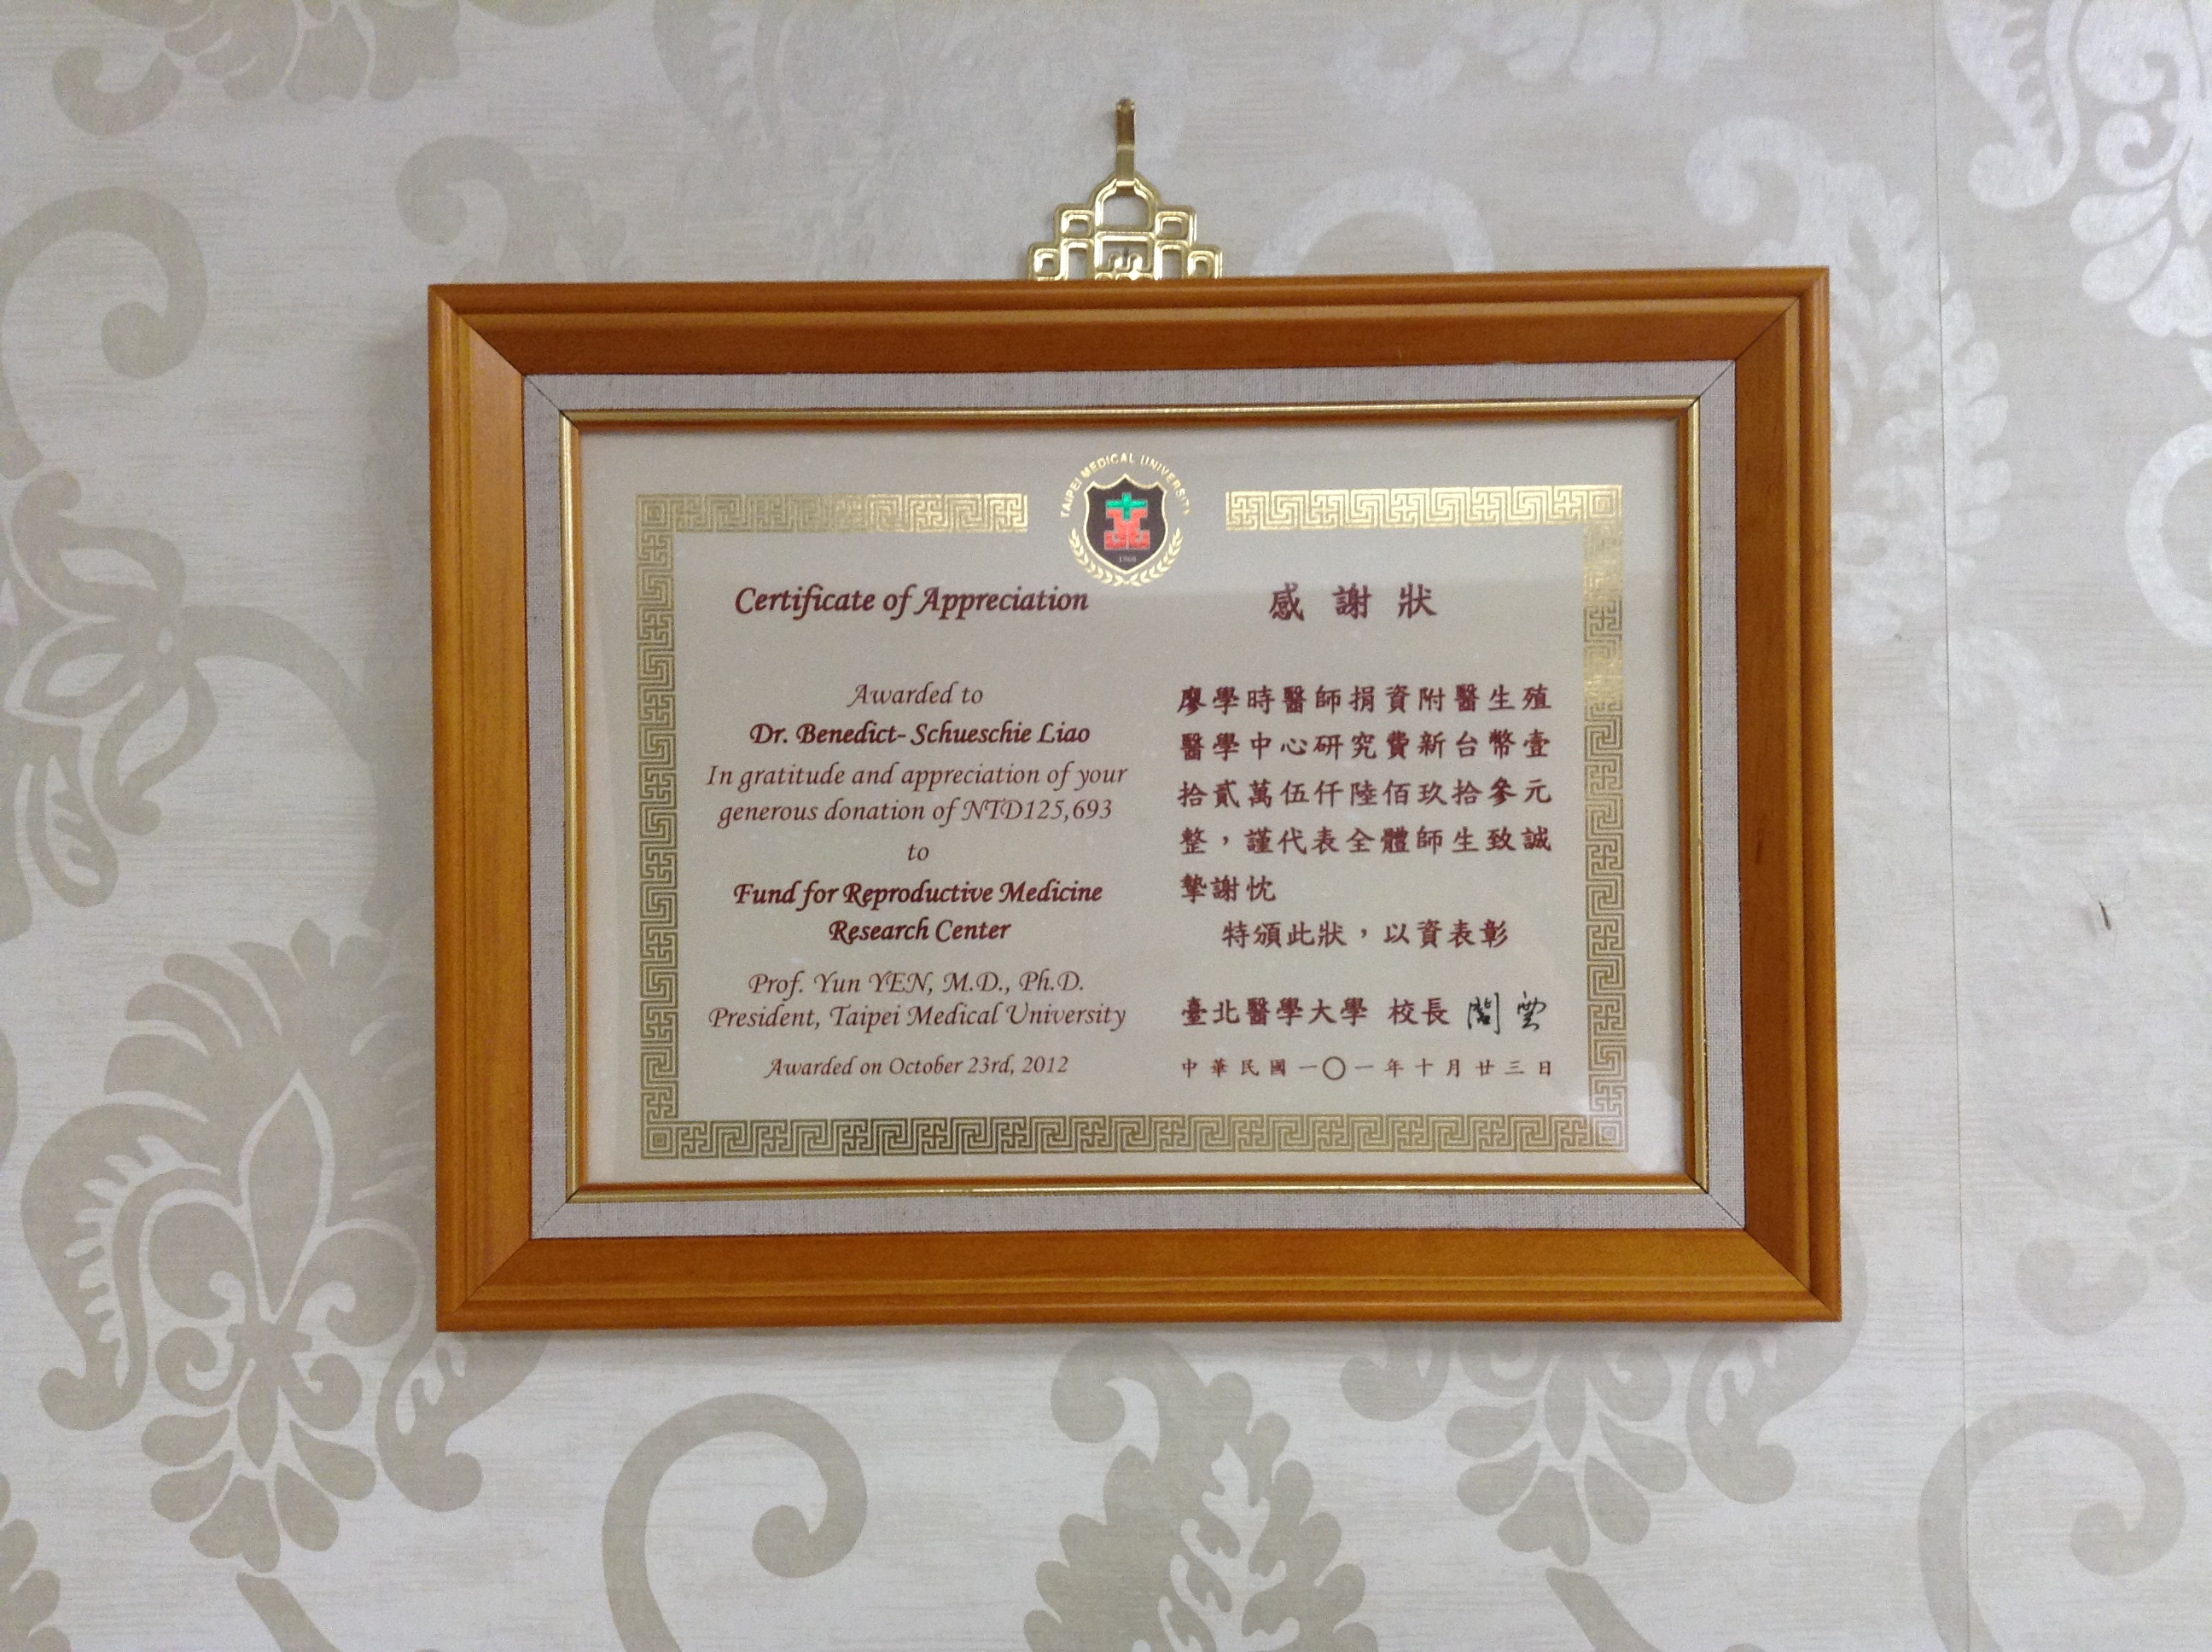 TAIPEI MEDICAL UNIVERSITY
1960
Certificate of Appreciation
Awarded to
Dr. Benedict- Schueschie Liao
In gratitude and appreciation of your
generous donation of NTD125,693
to
Fund for Reproductive Medicine
Research Center
Prof. Yun YEN, M.D., Ph.D.
President, Taipei Medical University
Awarded on October 23rd, 2012
感謝狀
廖學時醫師捐資附醫生殖
醫學中心研究費新台幣壹
拾貳萬伍仟陸佰玖拾參元
整，謹代表全體師生致誠
摯謝忱
特頒此狀，以資表彰
臺北醫學大學 校長 閻雲
中華民國一〇一年十月廿三日